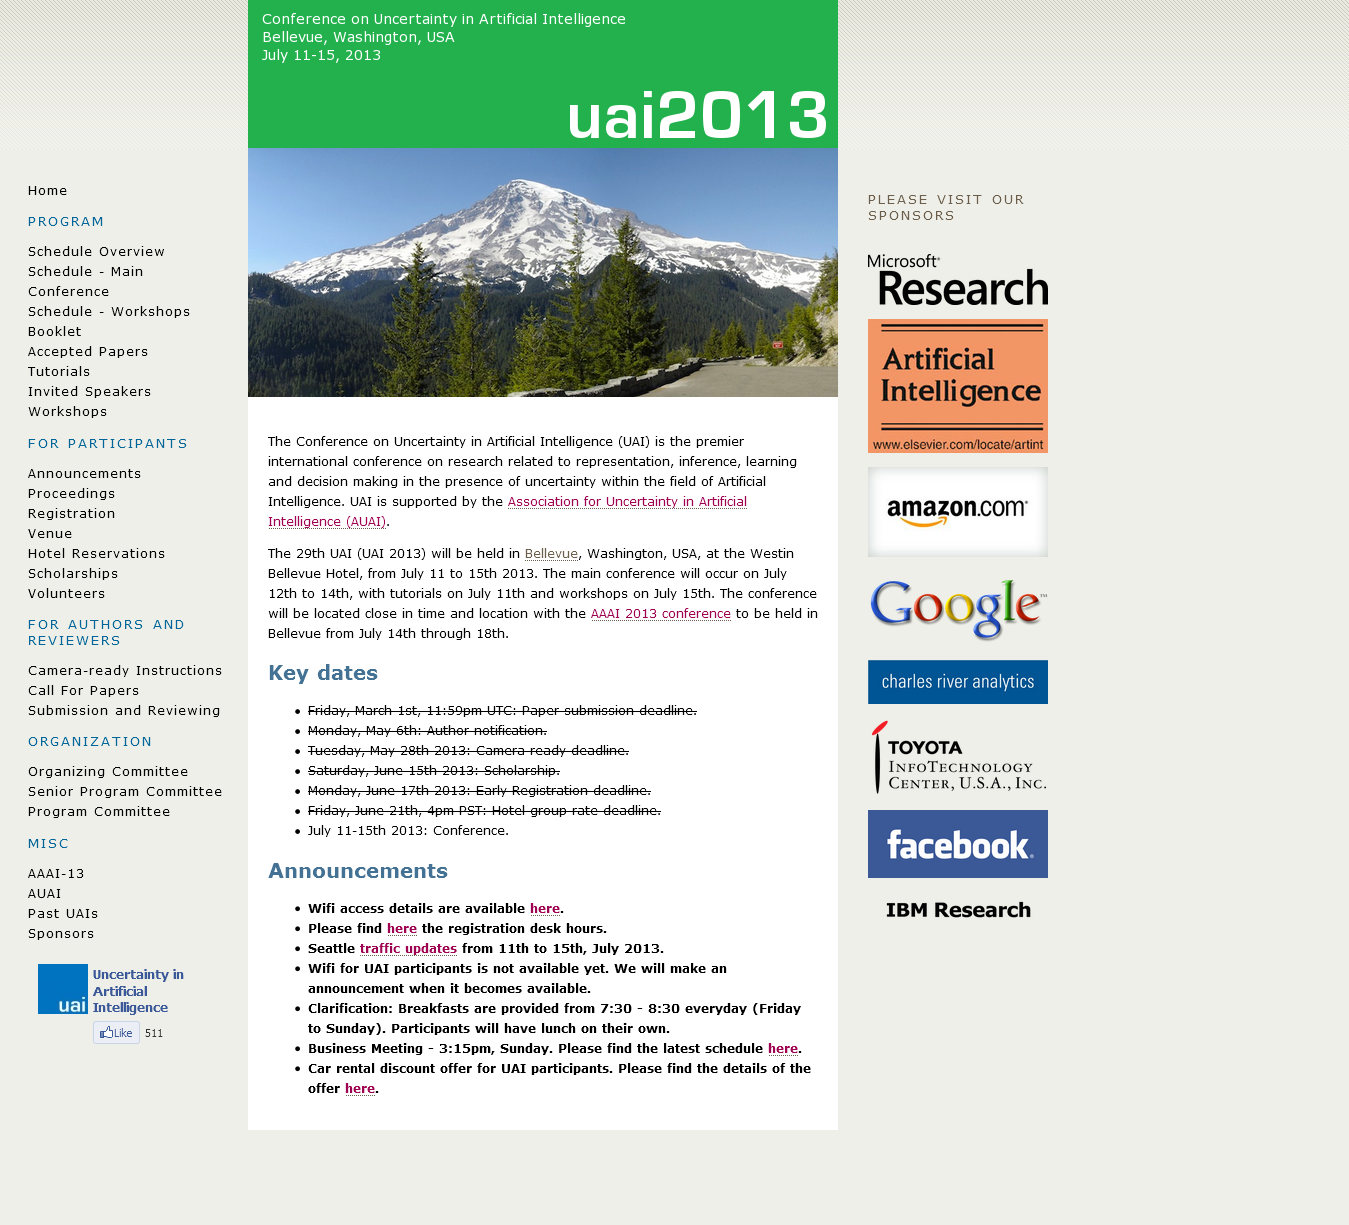 Conference on Uncertainty in Artificial Intelligence
Bellevue, Washington, USA
July 11-15, 2013
uai2013
Home
PROGRAM
Schedule Overview
Schedule - Main
Conference
Schedule - Workshops
Booklet
Accepted Papers
Tutorials
Invited Speakers
Workshops
FOR PARTICIPANTS
Announcements
Proceedings
Registration
Venue
Hotel Reservations
Scholarships
Volunteers
FOR AUTHORS AND
REVIEWERS
Camera-ready Instructions
Call For Papers
Submission and Reviewing
ORGANIZATION
Organizing Committee
Senior Program Committee
Program Committee
MISC
AAAI-13
AUAI
Past UAIs
Sponsors
uai
Uncertainty in
Artificial
Intelligence
Like 511
The Conference on Uncertainty in Artificial Intelligence (UAI) is the premier
international conference on research related to representation, inference, learning
and decision making in the presence of uncertainty within the field of Artificial
Intelligence. UAI is supported by the Association for Uncertainty in Artificial
Intelligence (AUAI).
The 29th UAI (UAI 2013) will be held in Bellevue, Washington, USA, at the Westin
Bellevue Hotel, from July 11 to 15th 2013. The main conference will occur on July
12th to 14th, with tutorials on July 11th and workshops on July 15th. The conference
will be located close in time and location with the AAAI 2013 conference to be held in
Bellevue from July 14th through 18th.
Key dates
Friday, March 1st, 11:59pm UTC: Paper submission deadline.
Monday, May 6th: Author notification.
Tuesday, May 28th 2013: Camera ready deadline.
Saturday, June 15th 2013: Scholarship.
Monday, June 17th 2013: Early Registration deadline.
Friday, June 21th, 4pm PST: Hotel group rate deadline.
July 11-15th 2013: Conference.
Announcements
Wifi access details are available here.
Please find here the registration desk hours.
Seattle traffic updates from 11th to 15th, July 2013.
Wifi for UAI participants is not available yet. We will make an
announcement when it becomes available.
Clarification: Breakfasts are provided from 7:30 - 8:30 everyday (Friday
to Sunday). Participants will have lunch on their own.
Business Meeting - 3:15pm, Sunday. Please find the latest schedule here.
Car rental discount offer for UAI participants. Please find the details of the
offer here.
PLEASE VISIT OUR
SPONSORS
Microsoft®
Research
Artificial
Intelligence
www.elsevier.com/locate/artint
amazon.com®
Google™
charles river analytics
TOYOTA
INFOTECHNOLOGY
CENTER, U.S.A., INC.
facebook®
IBM Research